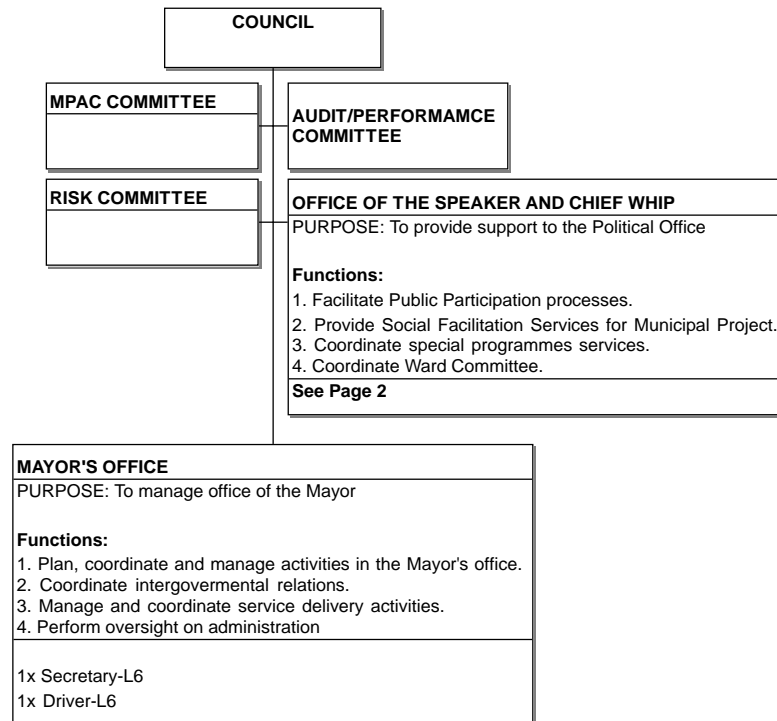 COUNCIL
MPAC COMMITTEE
AUDIT/PERFORMAMCE
COMMITTEE
RISK COMMITTEE
OFFICE OF THE SPEAKER AND CHIEF WHIP
PURPOSE: To provide support to the Political Office
Functions:
1. Facilitate Public Participation processes.
2. Provide Social Facilitation Services for Municipal Project.
3. Coordinate special programmes services.
4. Coordinate Ward Committee.
See Page 2
MAYOR'S OFFICE
PURPOSE: To manage office of the Mayor
Functions:
1. Plan, coordinate and manage activities in the Mayor's office.
2. Coordinate intergovermental relations.
3. Manage and coordinate service delivery activities.
4. Perform oversight on administration
1x Secretary-L6
1x Driver-L6